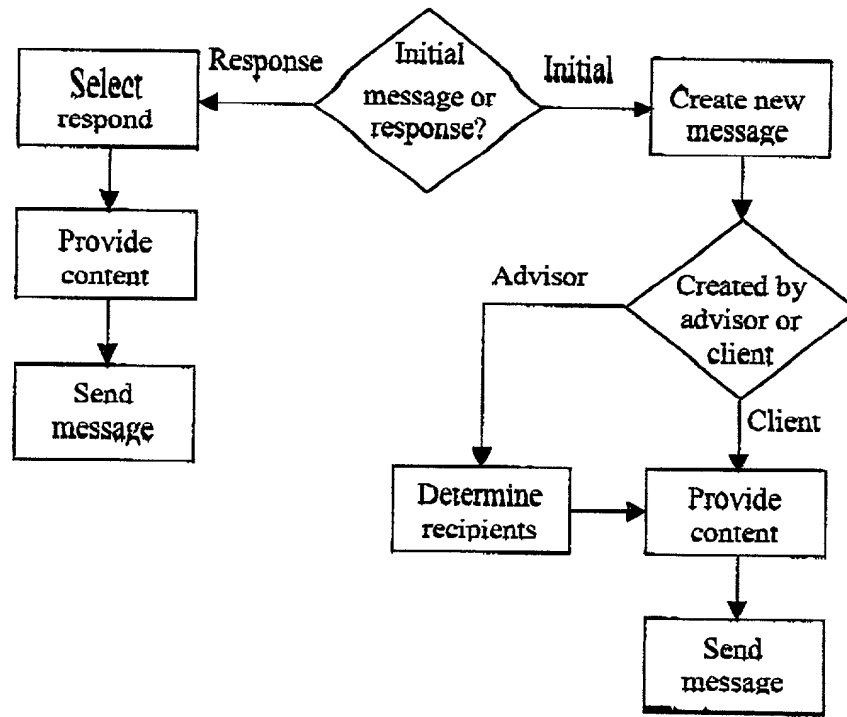 Initial
message or
response?
Response
Initial
Select
respond
Provide
content
Send
message
Create new
message
Created by
advisor or
client
Advisor
Client
Determine
recipients
Provide
content
Send
message